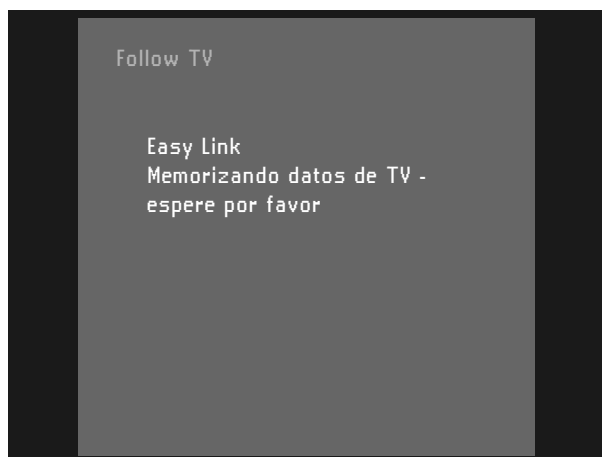 Follow TV
Easy Link
Memorizando datos de TV -
espere por favor